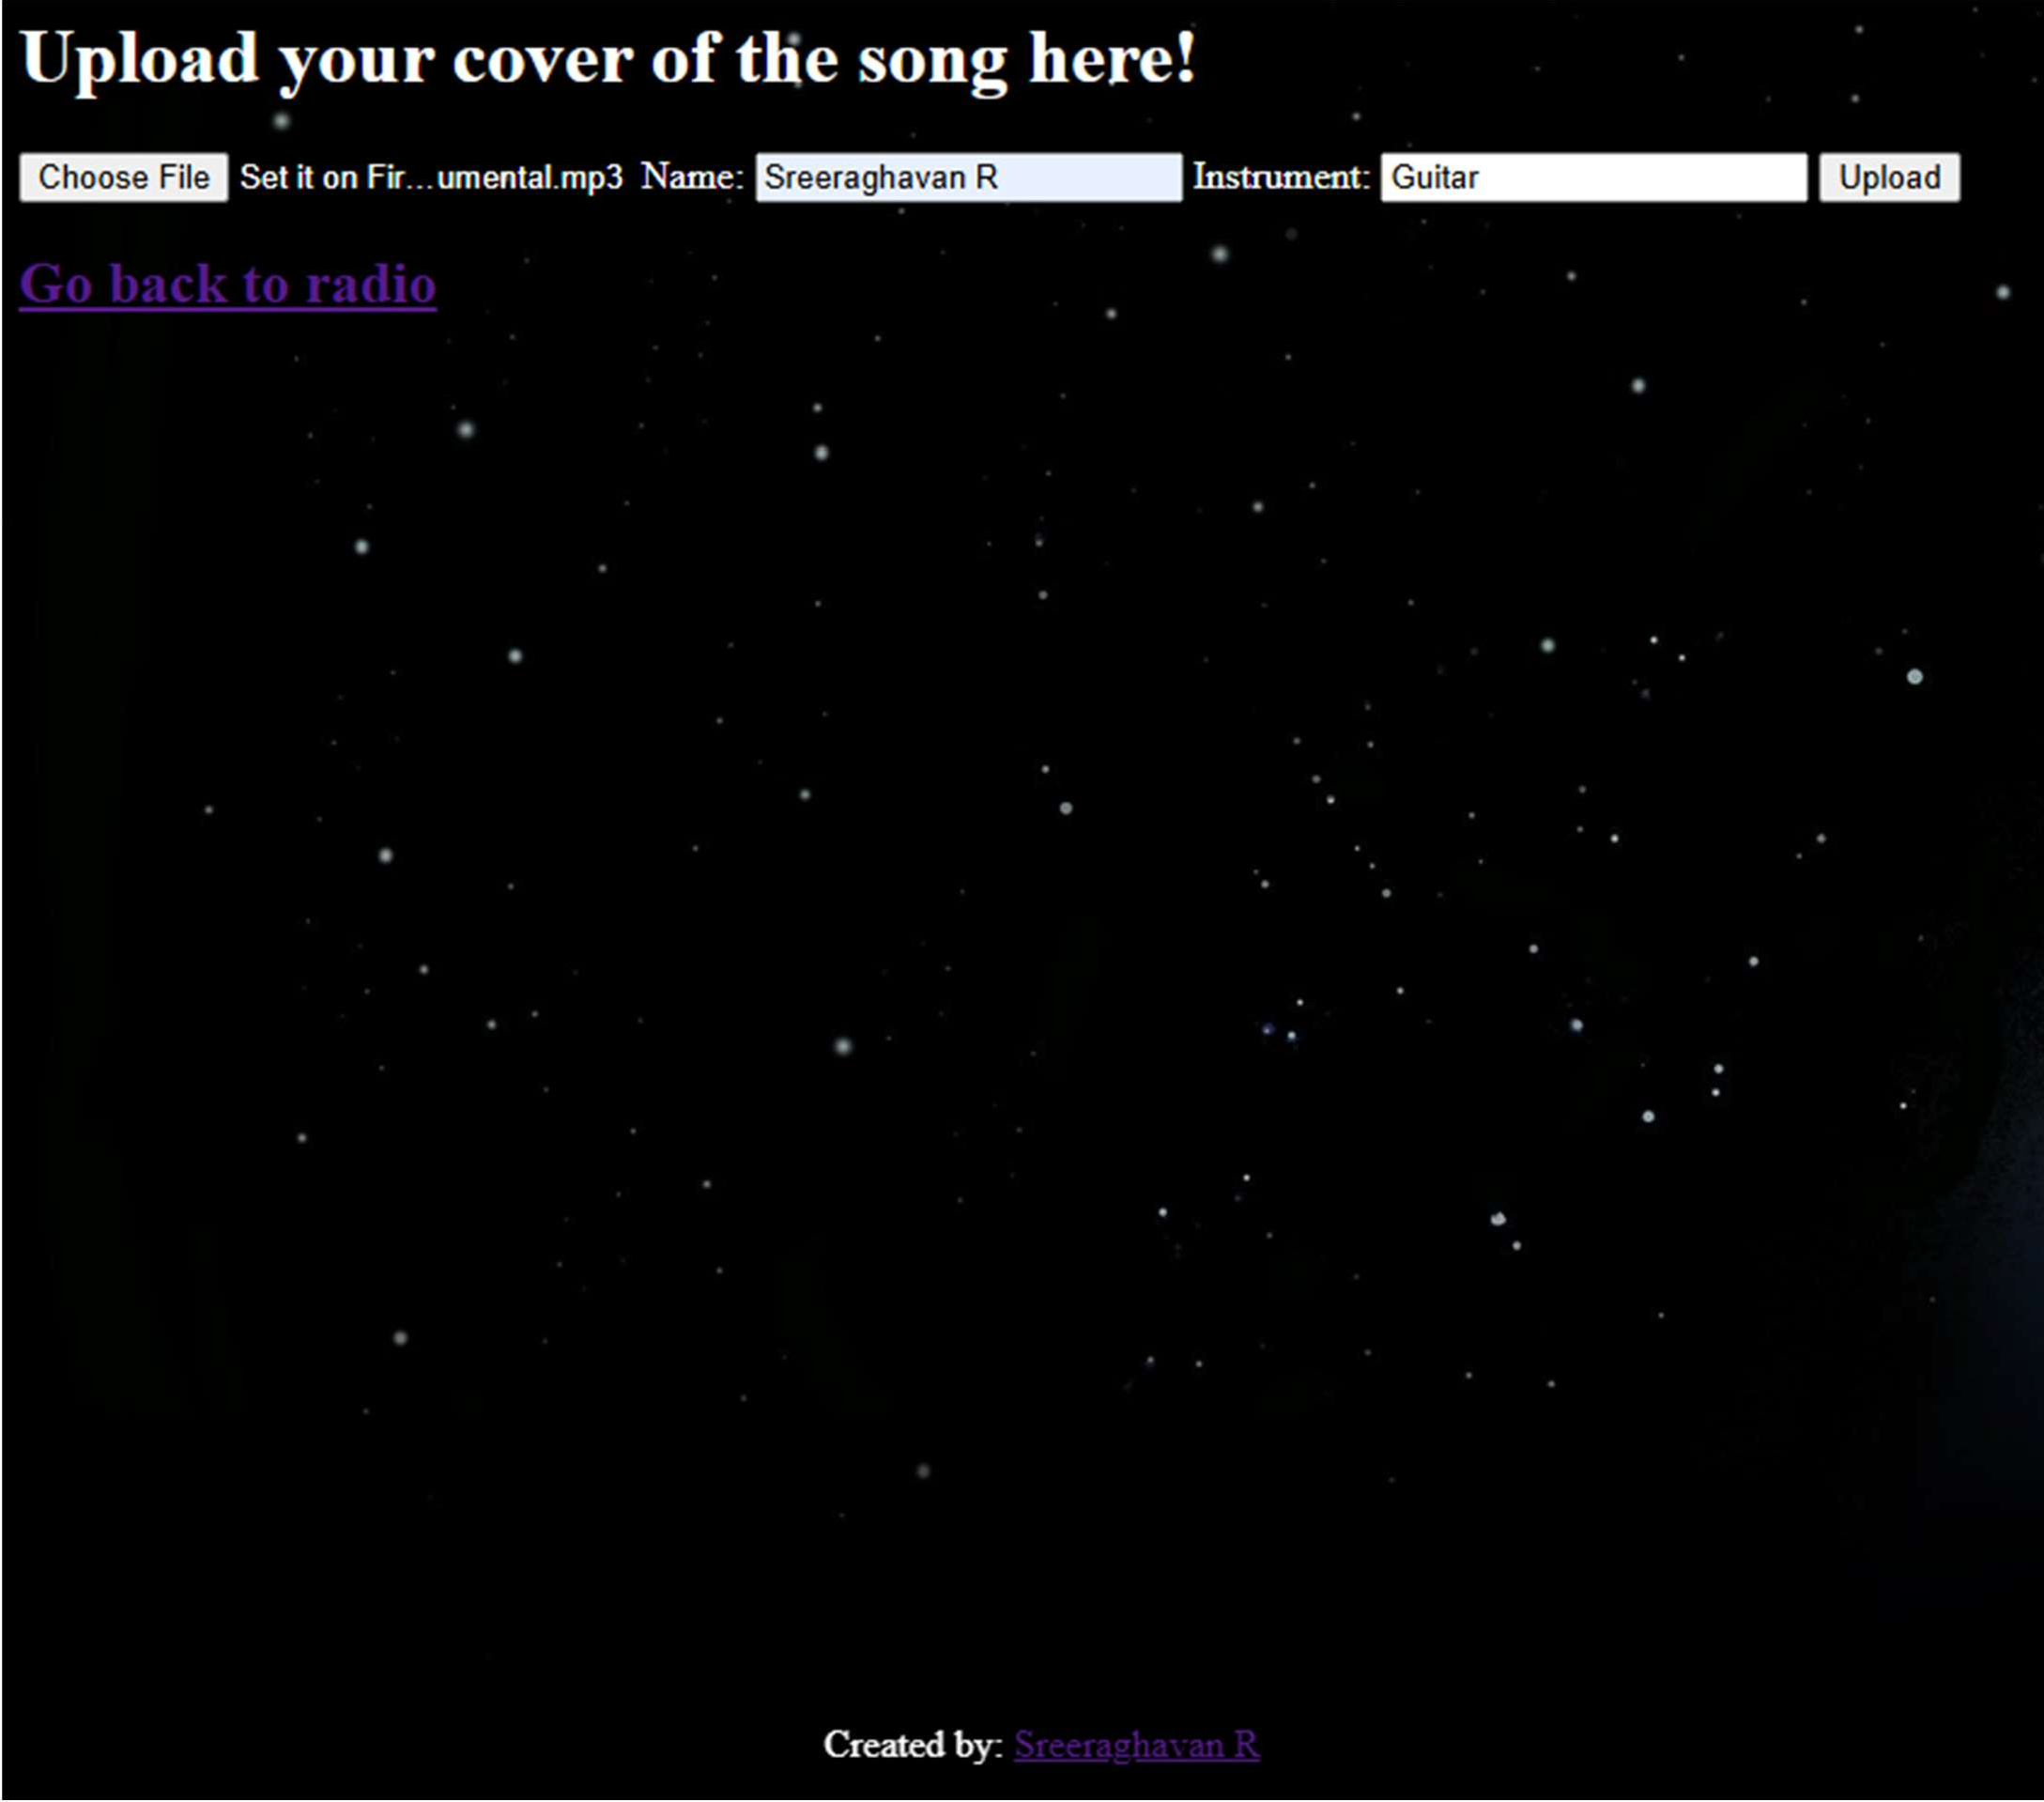 Upload your cover of the song here!
Choose File Set it on Fir...umental.mp3 Name: Sreeraghavan R Instrument: Guitar Upload
Go back to radio
Created by: Sreeraghavan R